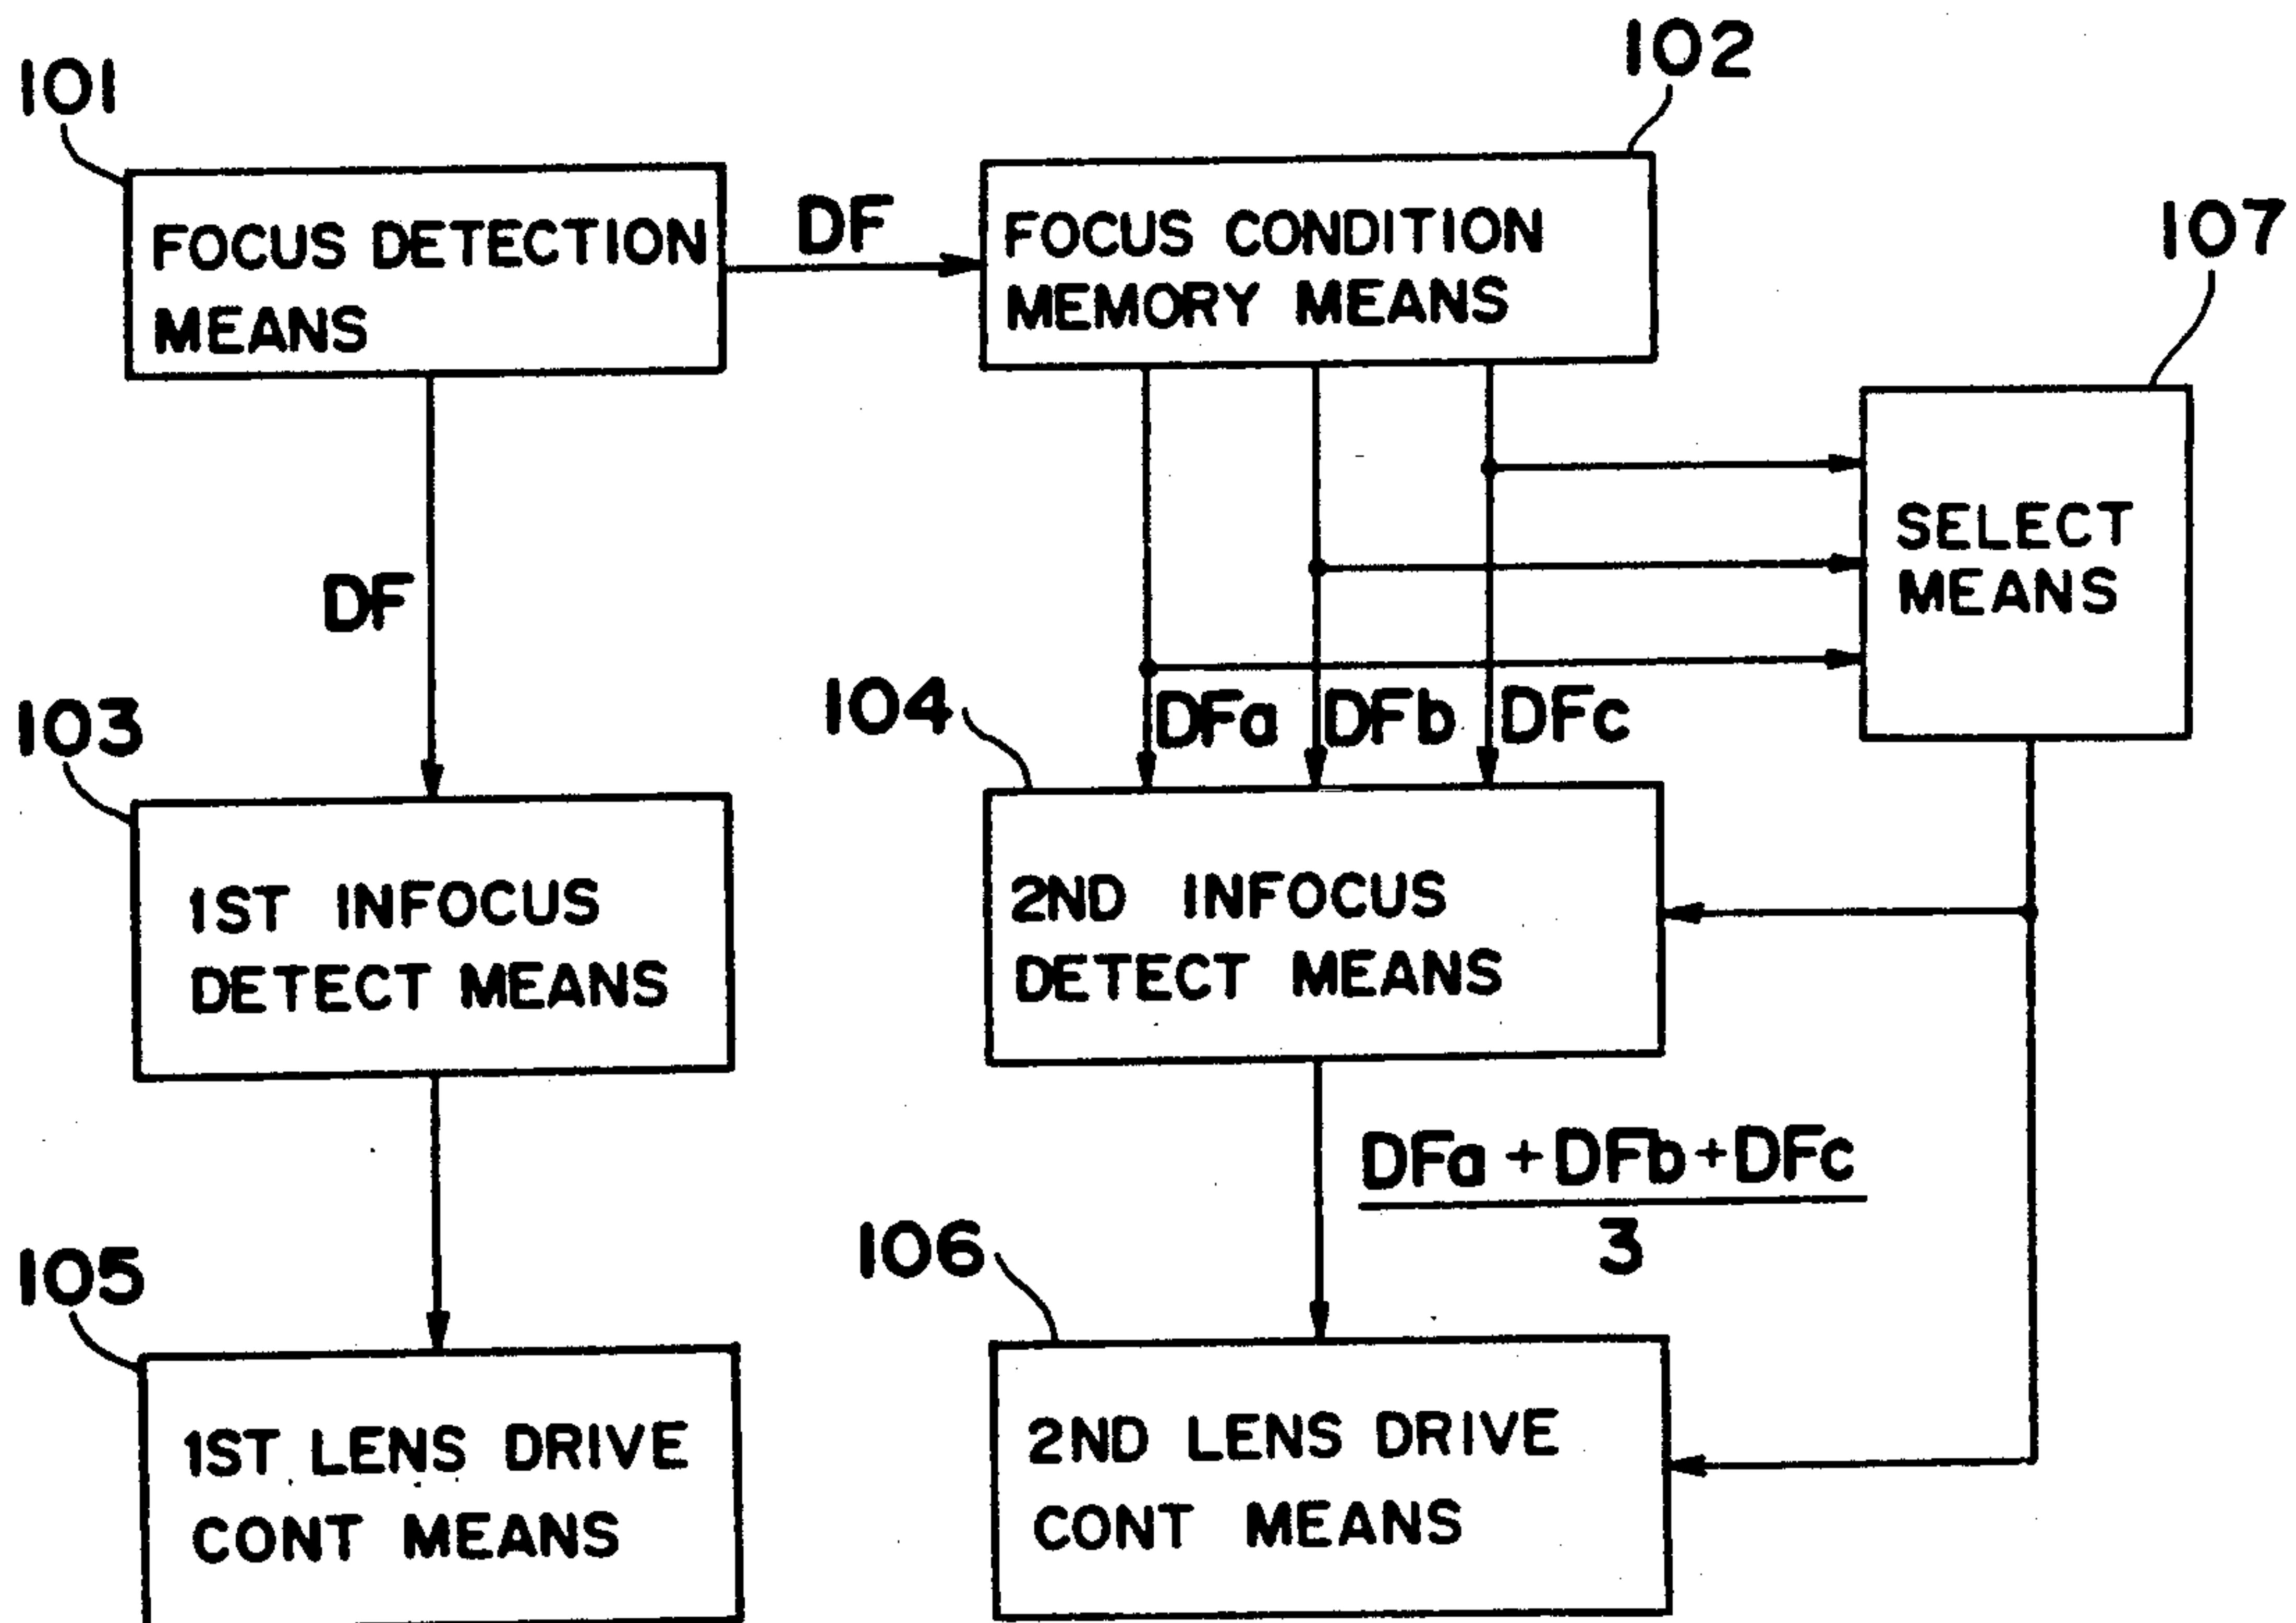 101
102
FOCUS DETECTION
MEANS
DF
FOCUS CONDITION
MEMORY MEANS
107
SELECT
MEANS
DF
103
104
DFa
DFb
DFc
1ST INFOCUS
DETECT MEANS
2ND INFOCUS
DETECT MEANS
DFa + DFb + DFc
3
105
106
1ST LENS DRIVE
CONT MEANS
2ND LENS DRIVE
CONT MEANS